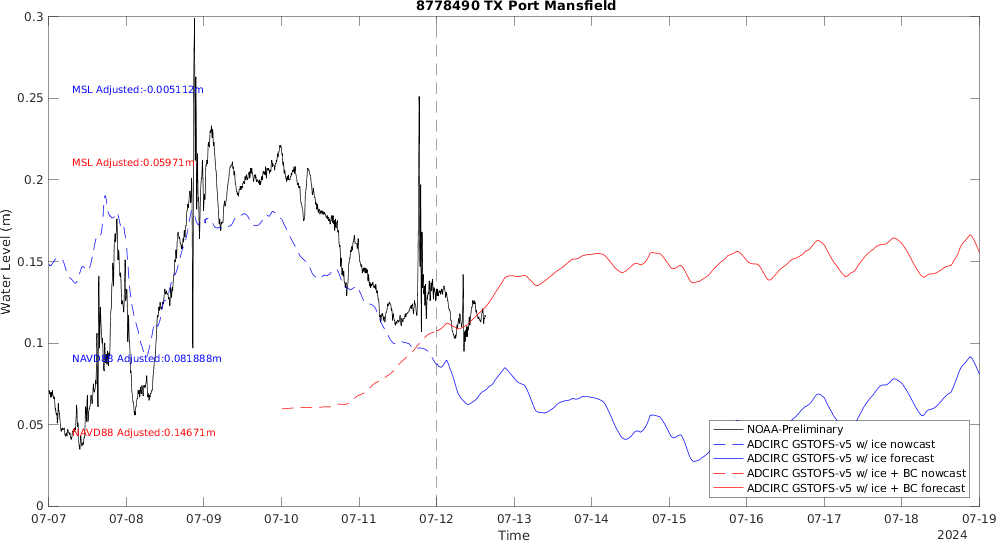 8778490 TX Port Mansfield
0.3
0.25
0.2
0.15
0.1
0.05
0
Water Level (m)
MSL Adjusted:-0.005112m
MSL Adjusted:0.05971m
NAVD88 Adjusted:0.081888m
NAVD88 Adjusted:0.14671m
NOAA-Preliminary
ADCIRC GSTOFS-v5 w/ ice nowcast
ADCIRC GSTOFS-v5 w/ ice forecast
ADCIRC GSTOFS-v5 w/ ice + BC nowcast
ADCIRC GSTOFS-v5 w/ ice + BC forecast
07-07 07-08 07-09 07-10 07-11 07-12 07-13 07-14 07-15 07-16 07-17 07-18 07-19
Time
2024